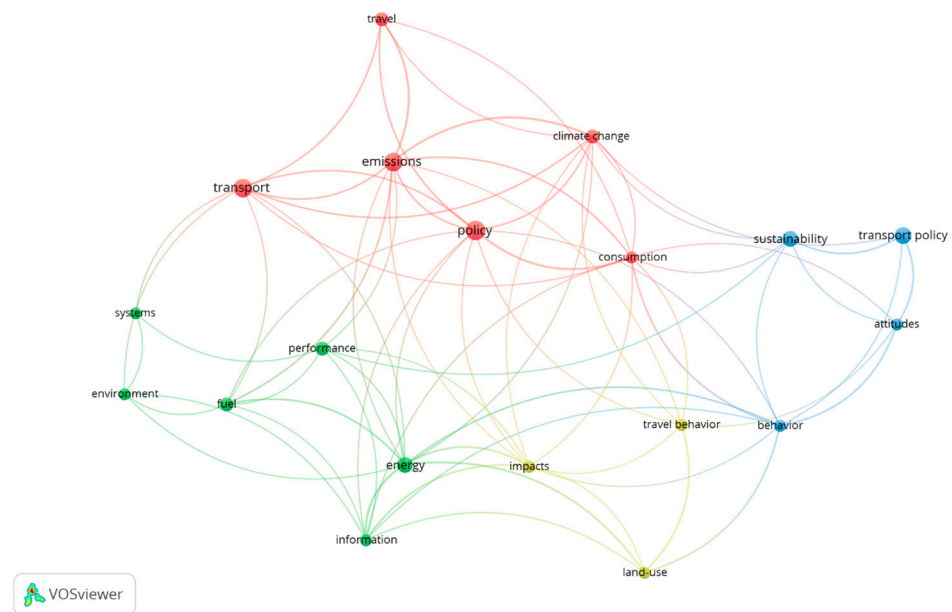 travel
climate change
emissions
transport
policy
sustainability
transport policy
consumption
systems
attitudes
performance
environment
fuel
travel behavior
behavior
energy
impacts
information
land-use
VOSviewer